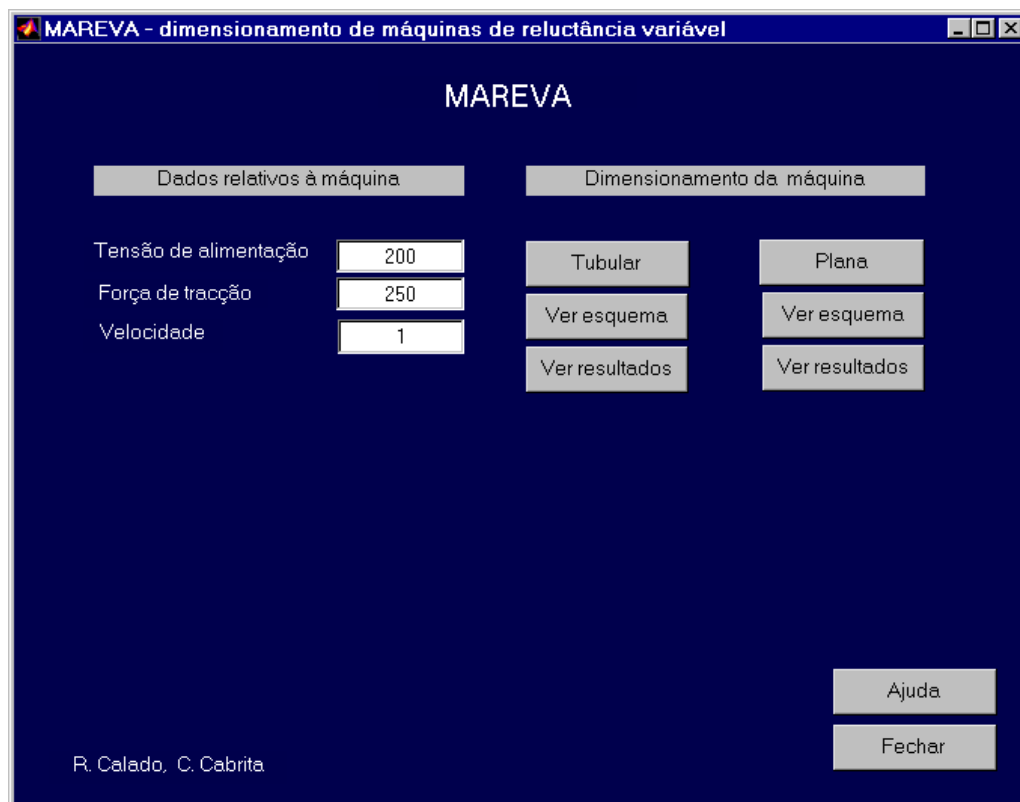 MAREVA - dimensionamento de máquinas de reluctância variável
MAREVA
Dados relativos à máquina
Dimensionamento da máquina
Tensão de alimentação 200
Força de tracção 250
Velocidade 1
Tubular
Ver esquema
Ver resultados
Plana
Ver esquema
Ver resultados
Ajuda
Fechar
R. Calado, C. Cabrita